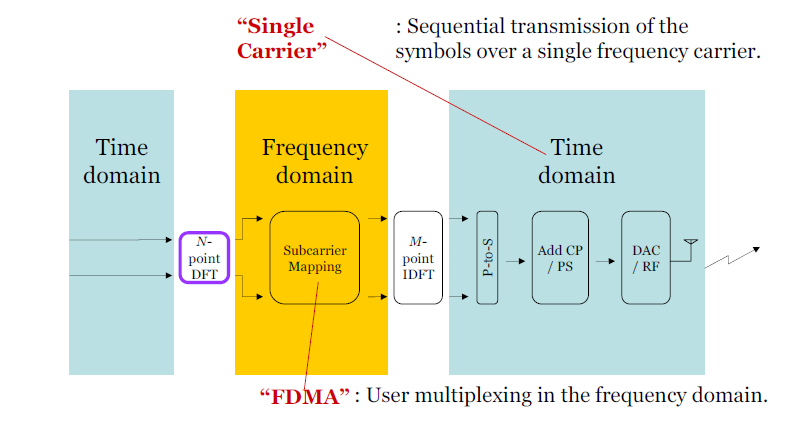 “Single
Carrier”
: Sequential transmission of the
symbols over a single frequency carrier.
Time
domain
Frequency
domain
Time
domain
N-
point
DFT
Subcarrier
Mapping
M-
point
IDFT
P-to-S
Add CP
/ PS
DAC
/ RF
“FDMA” : User multiplexing in the frequency domain.